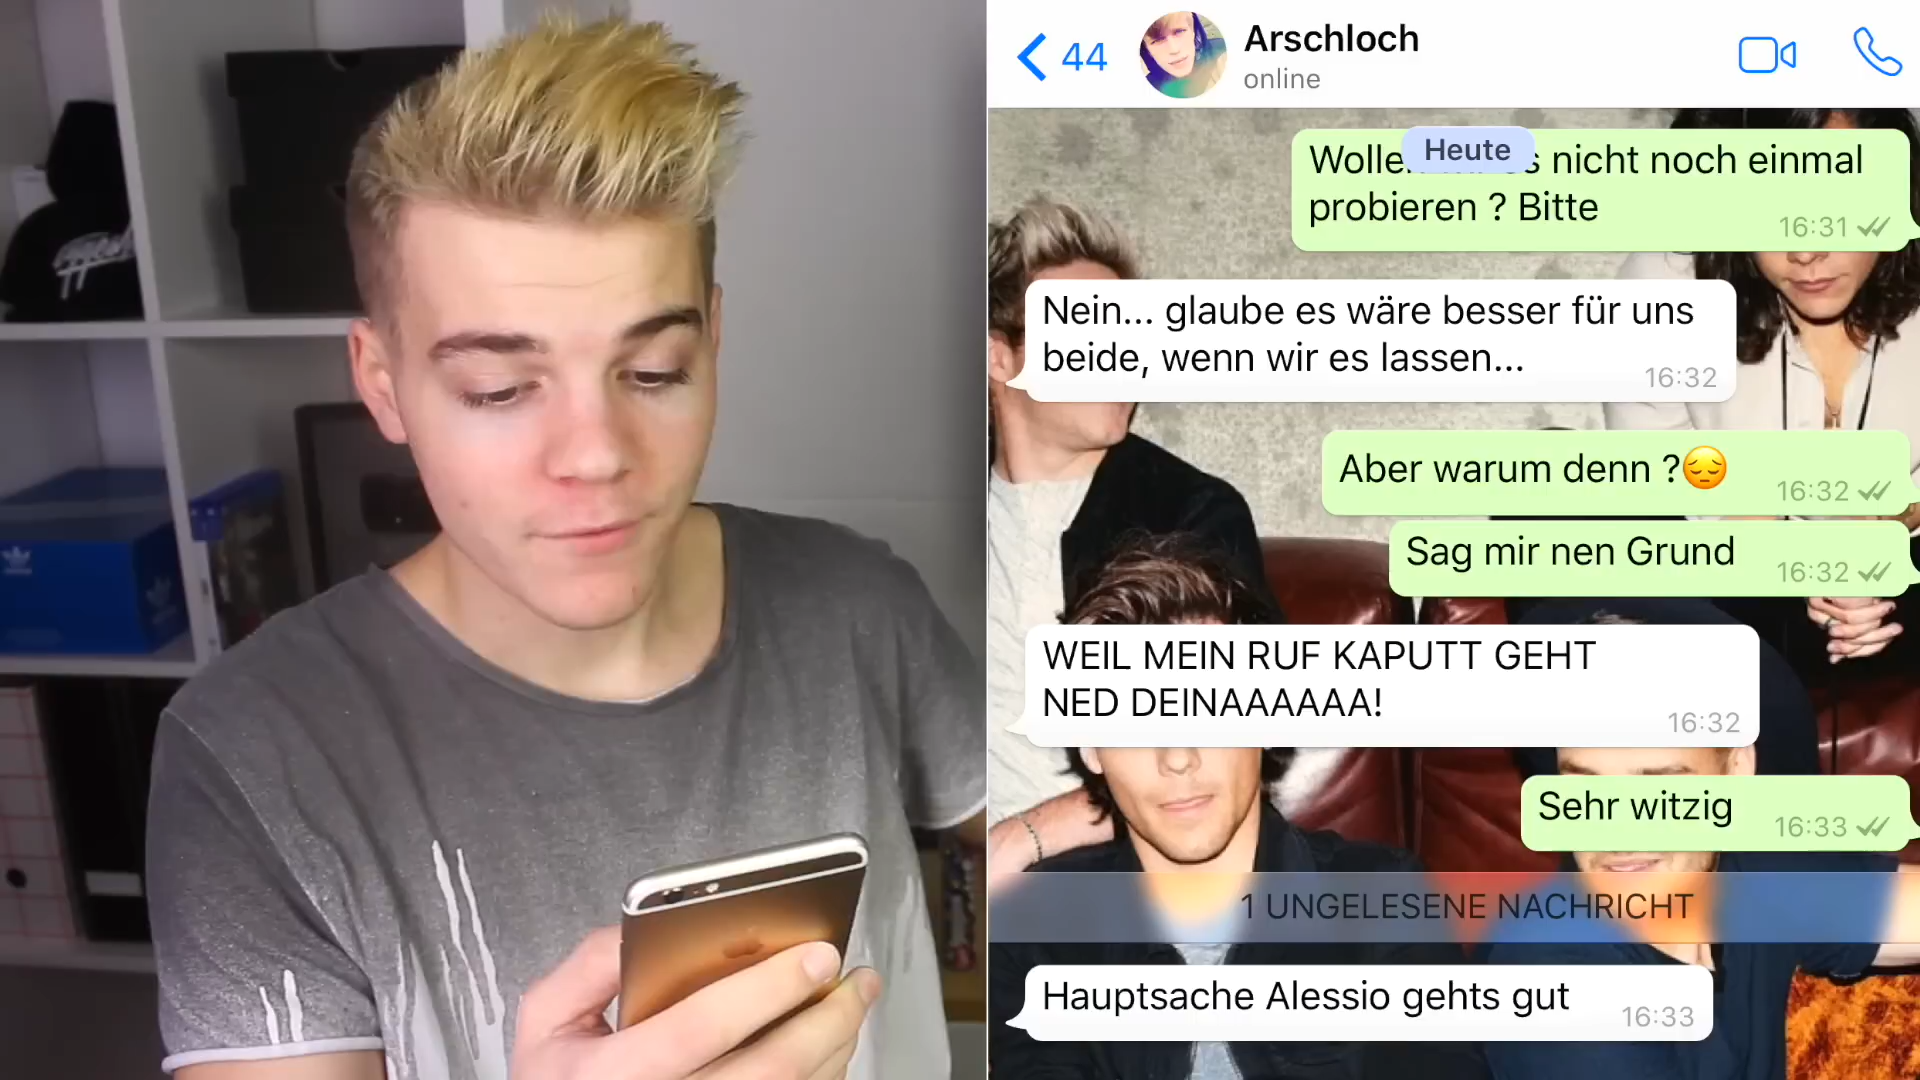 44
Arschloch
online
Heute
nicht noch einmal
probieren ? Bitte
16:31
Nein... glaube es wäre besser für uns
beide, wenn wir es lassen...
16:32
Aber warum denn ?😔
16:32
Sag mir nen Grund
16:32
WEIL MEIN RUF KAPUTT GEHT
NED DEINAAAAAA!
16:32
Sehr witzig
16:33
1 UNGELESENE NACHRICHT
Hauptsache Alessio gehts gut
16:33